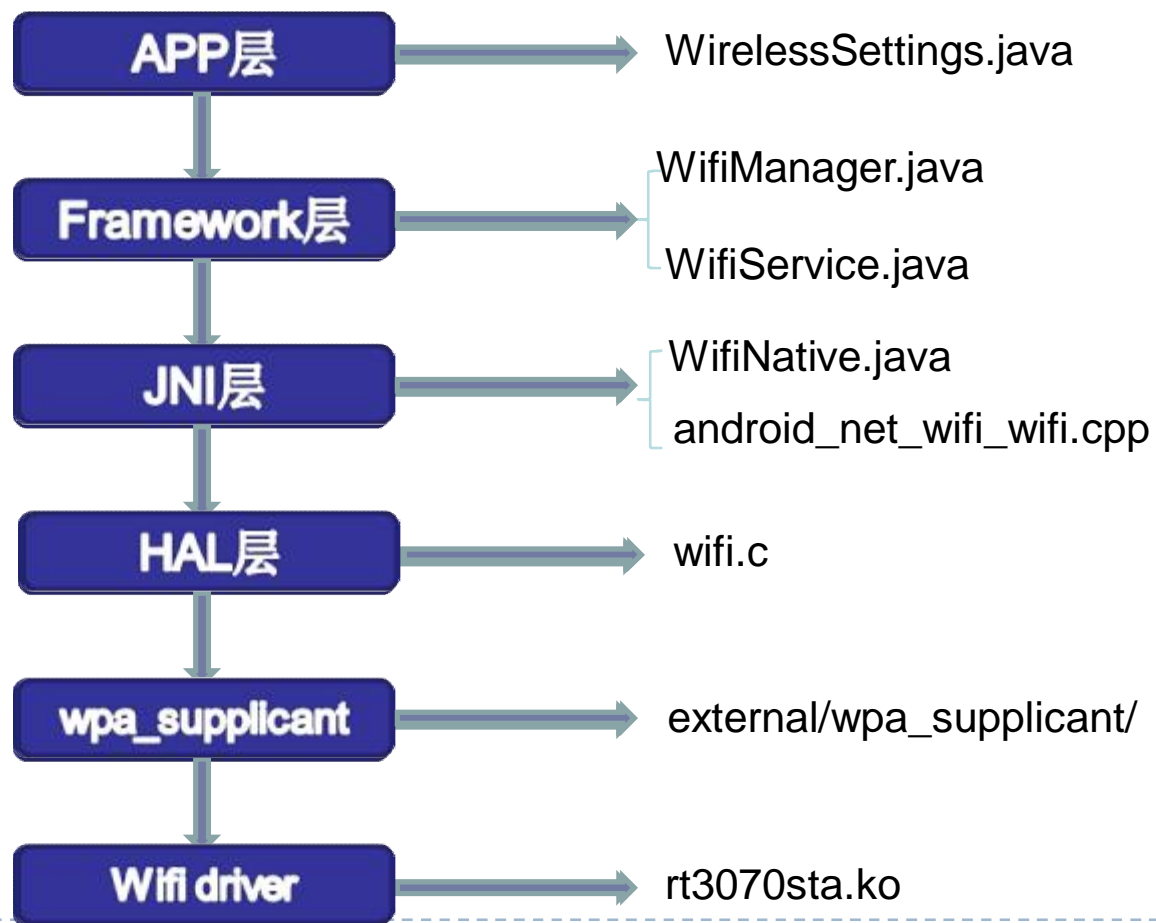 APP层
WirelessSettings.java
WifiManager.java
Framework层
WifiService.java
WifiNative.java
JNI层
android_net_wifi_wifi.cpp
HAL层
wifi.c
wpa_supplicant
external/wpa_supplicant/
Wifi driver
rt3070sta.ko